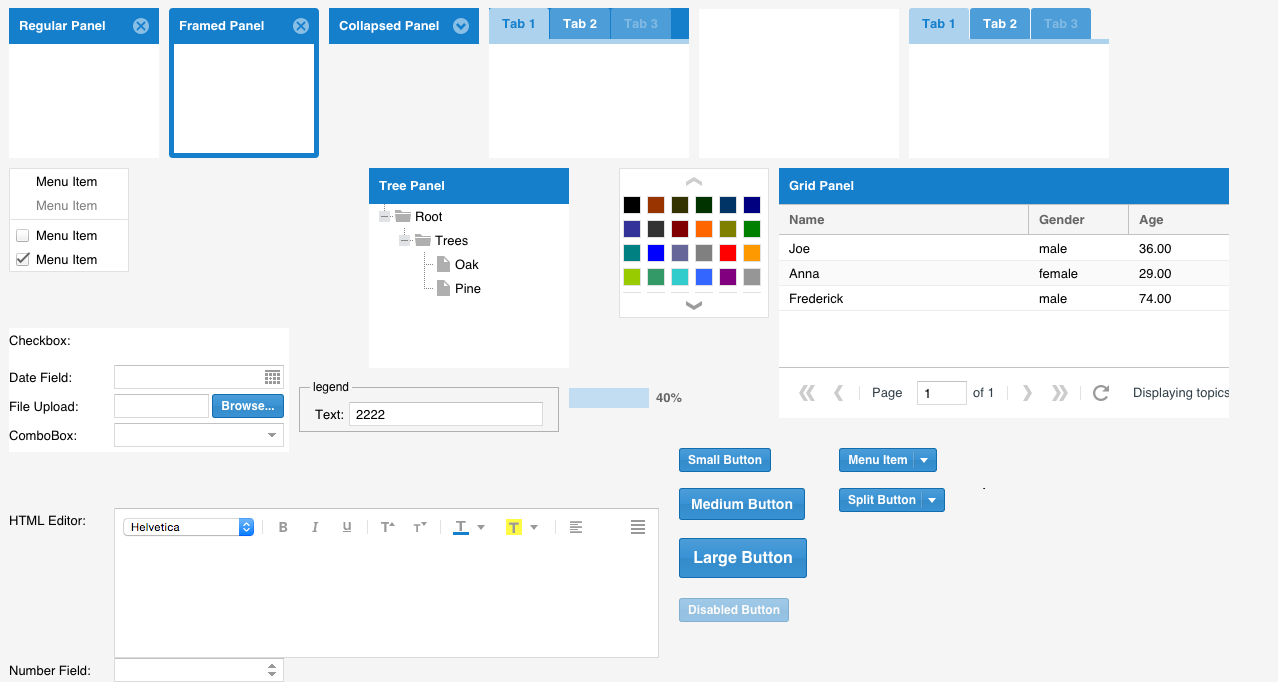 Regular Panel
Framed Panel
Collapsed Panel
Tab 1
Tab 2
Tab 3
Tab 1
Tab 2
Tab 3
Menu Item
Menu Item
Menu Item
Menu Item
Tree Panel
Root
Trees
Oak
Pine
Grid Panel
Name Gender Age
Joe male 36.00
Anna female 29.00
Frederick male 74.00
Page 1 of 1 Displaying topics
Checkbox:
Date Field:
File Upload: Browse...
ComboBox:
legend
Text: 2222
40%
Small Button
Menu Item
Medium Button
Split Button
Large Button
Disabled Button
HTML Editor:
Helvetica B I U T T T T
Number Field: